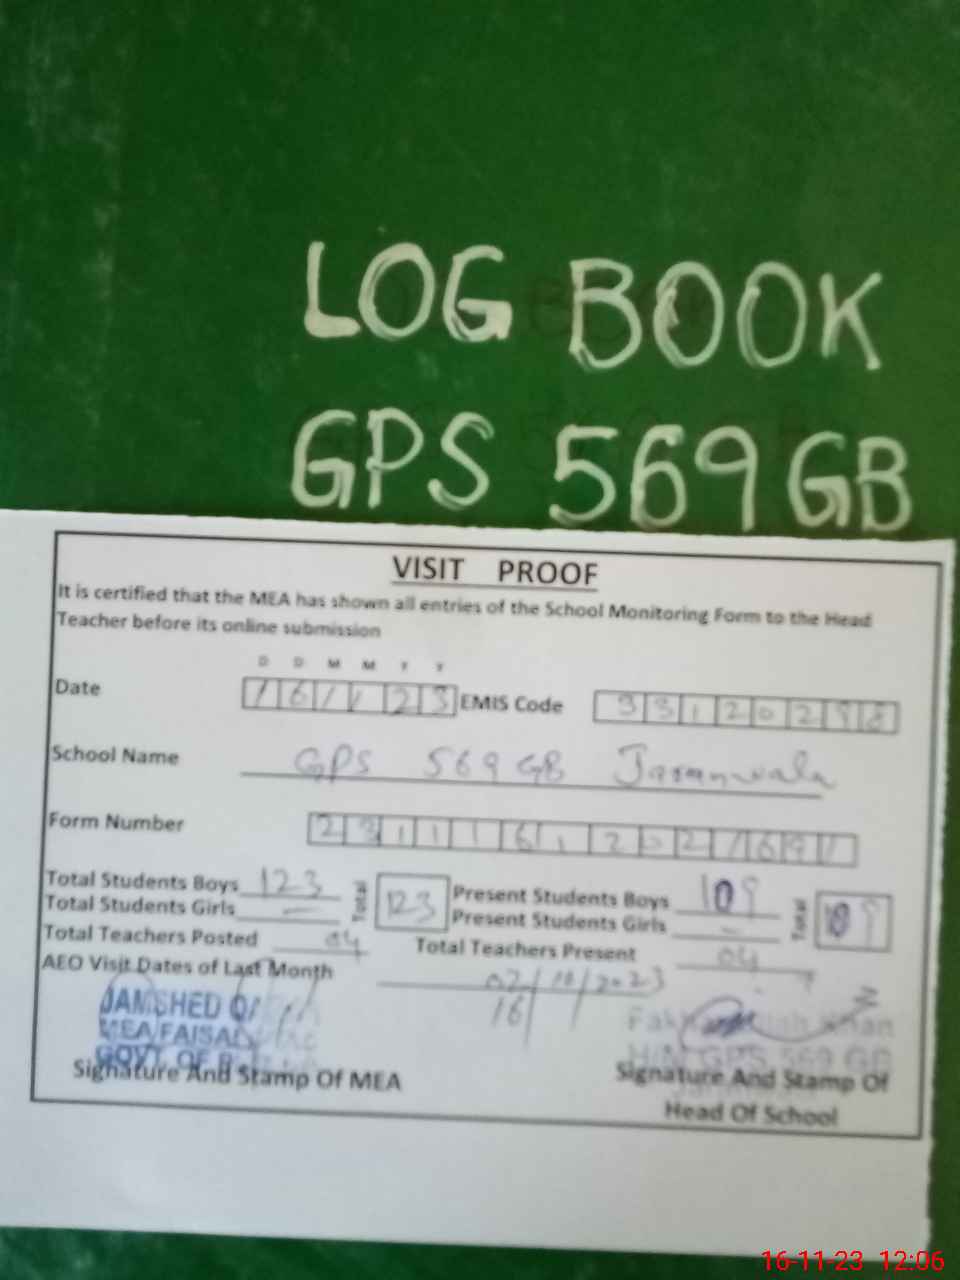 LOG BOOK
GPS 569 GB
VISIT PROOF
It is certified that the MEA has shown all entries of the School Monitoring Form to the Head
Teacher before its online submission
D D M M Y Y
Date 161123 EMIS Code
School Name GPS 569 GB Jaranwala
Form Number
Total Students Boys 123 Total 123 Present Students Boys 109 Total 109
Total Students Girls — Present Students Girls —
Total Teachers Posted 04 Total Teachers Present 04
AEO Visit Dates of Last Month 02/10/2023
16
JAMSHED
MEA FAISAL
GOVT. OF
Khan
GPS 569 GB
Signature And Stamp Of MEA
Signature And Stamp Of
Head Of School
16-11-23 12:06